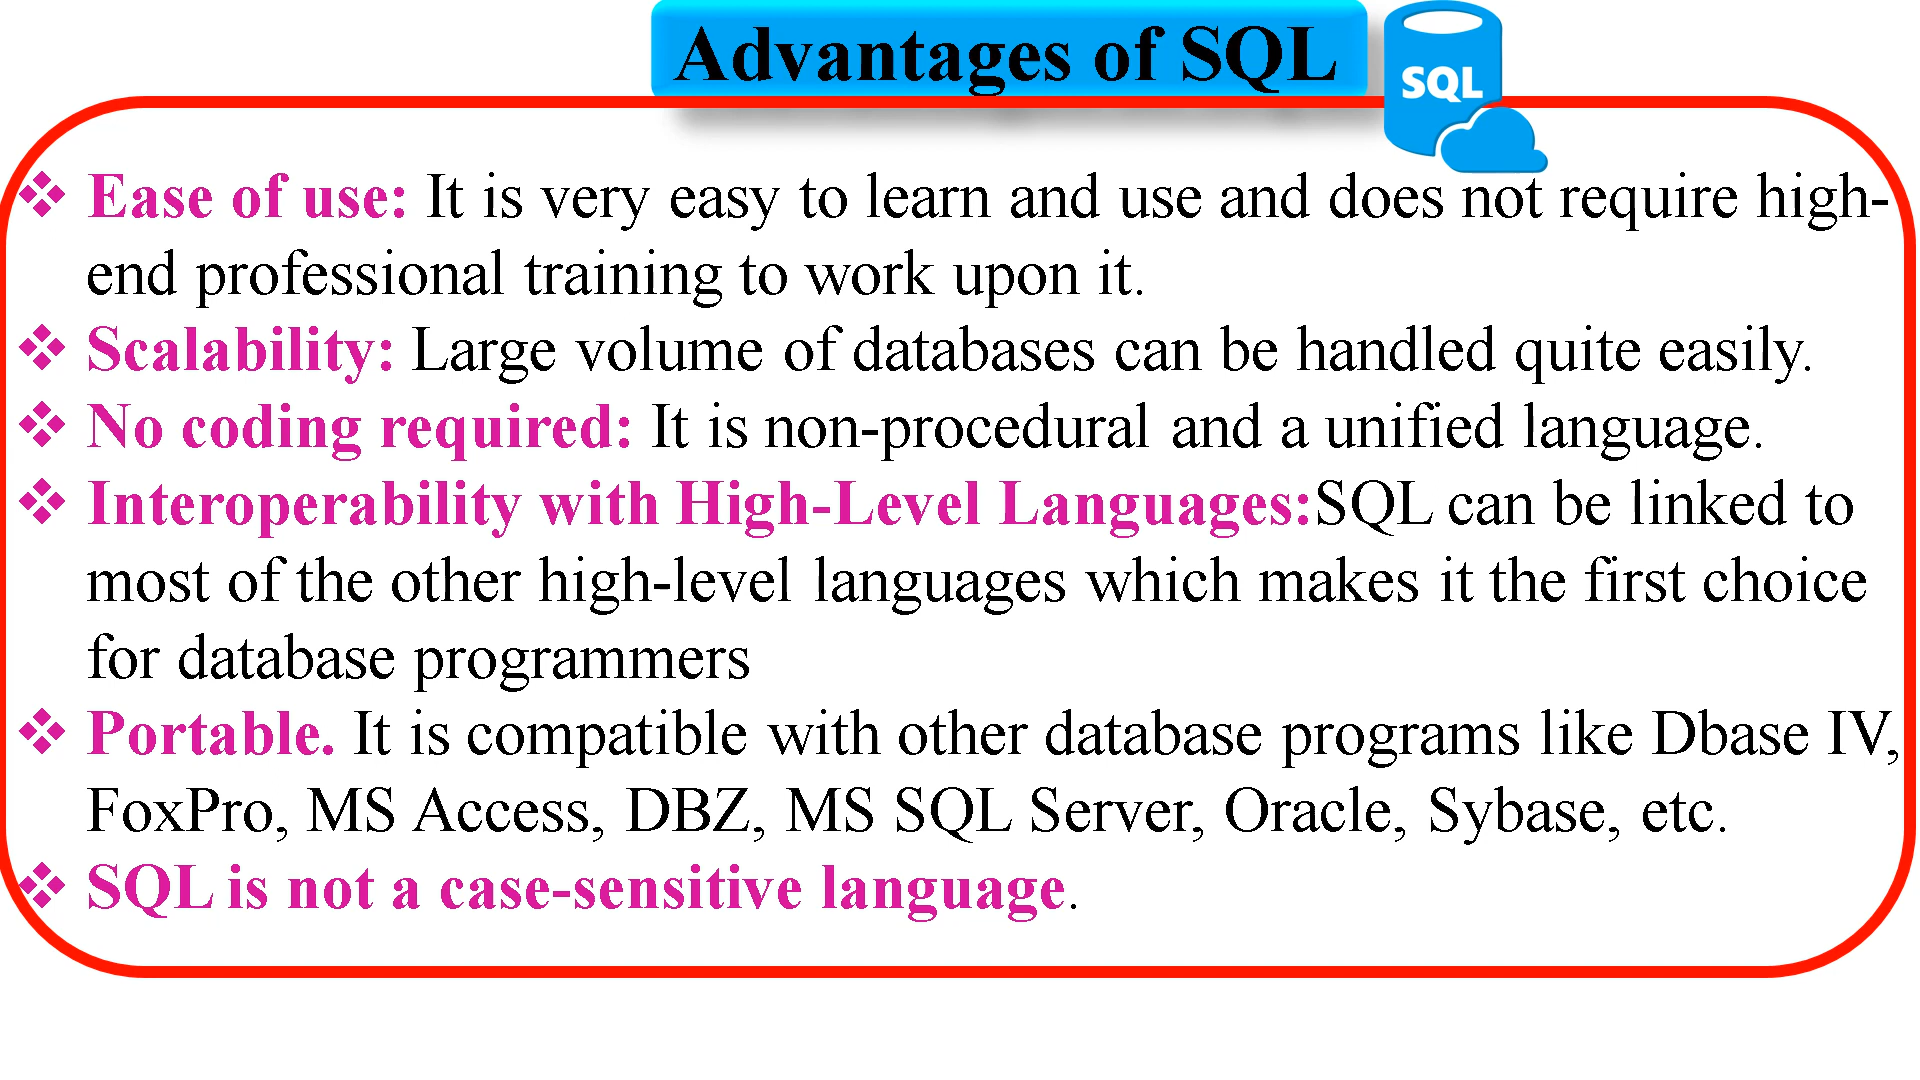 Advantages of SQL
SQL
❖ Ease of use: It is very easy to learn and use and does not require high-
end professional training to work upon it.
❖ Scalability: Large volume of databases can be handled quite easily.
❖ No coding required: It is non-procedural and a unified language.
❖ Interoperability with High-Level Languages:SQL can be linked to
most of the other high-level languages which makes it the first choice
for database programmers
❖ Portable. It is compatible with other database programs like Dbase IV,
FoxPro, MS Access, DBZ, MS SQL Server, Oracle, Sybase, etc.
❖ SQL is not a case-sensitive language.